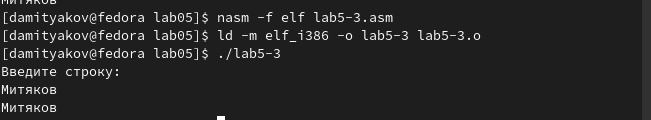 Митяков
[damityakov@fedora lab05]$ nasm -f elf lab5-3.asm
[damityakov@fedora lab05]$ ld -m elf_i386 -o lab5-3 lab5-3.o
[damityakov@fedora lab05]$ ./lab5-3
Введите строку:
Митяков
Митяков